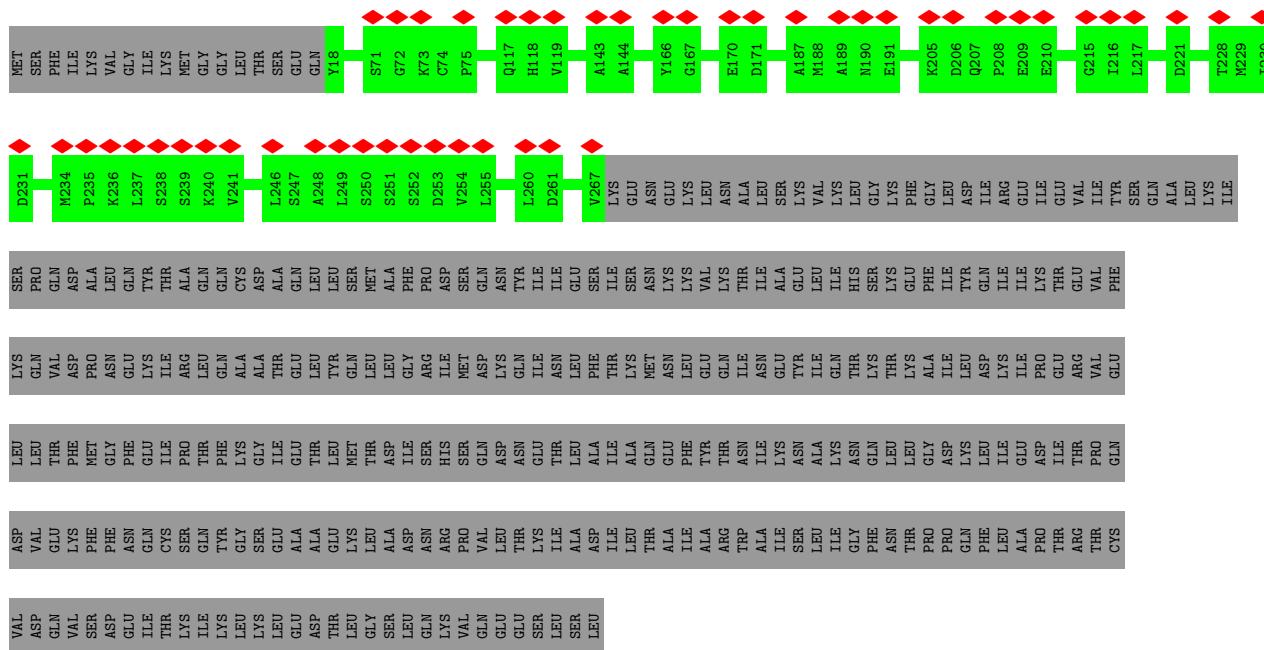 MET SER PHE ILE LYS VAL GLY ILE LYS MET GLY GLY LEU THR SER GLU GLN Y18 S71 G72 K73 C74 P75 Q117 H118 V119 A143 A144 Y166 G167 E170 D171 A187 M188 A189 N190 E191 K205 D206 Q207 P208 E209 E210 G215 I216 L217 D221 T228 M229 I230
D231 M234 P235 K236 L237 S238 S239 K240 V241 L246 S247 A248 L249 S250 S251 S252 D253 V254 L255 L260 D261 V267 LYS GLU ASN GLU LYS LEU ASN ALA LEU SER LYS VAL LYS LEU GLY LYS PHE GLY LEU ASP ILE ARG GLU ILE GLU VAL ILE TYR SER GLN ALA LEU LYS ILE
SER PRO GLN ASP ALA LEU GLN TYR THR ALA GLN GLN CYS ASP ALA GLN LEU LEU SER MET ALA PHE PRO ASP SER GLN ASN TYR ILE ILE GLU SER ILE SER ASN LYS LYS VAL LYS THR ILE ALA GLU LEU ILE HIS SER LYS GLU PHE ILE TYR GLN ILE ILE LYS THR GLU VAL PHE
LYS GLN VAL ASP PRO ASN GLU LYS ILE ARG LEU GLN ALA ALA THR GLU LEU TYR GLN LEU LEU GLY ARG ILE MET ASP LYS GLN ILE ASN LEU PHE THR LYS MET ASN LEU GLU GLN ILE ASN GLU TYR ILE GLN THR LYS THR LYS ALA ILE LEU ASP LYS ILE PRO GLU ARG VAL GLU
LEU LEU THR PHE MET GLY PHE GLU ILE PRO THR PHE LYS GLY ILE GLU THR LEU MET THR ASP ILE SER HIS SER GLN ASP ASN GLU THR LEU ALA ILE ALA GLN GLU PHE TYR THR ASN ILE LYS ASN ALA LYS ASN GLN LEU LEU GLY ASP LYS LEU ILE GLU ASP ILE THR PRO GLN
ASP VAL GLU LYS PHE PHE ASN GLN CYS SER GLN TYR GLY SER GLU ALA ALA GLU LYS LEU ALA ASP ASN ARG PRO VAL LEU THR LYS ILE ALA ASP ILE LEU THR ALA ILE ALA ARG TRP ALA ILE SER LEU ILE GLY PHE ASN THR PRO PRO GLN PHE LEU ALA PRO THR ARG THR CYS
VAL ASP GLN VAL SER ASP GLU ILE THR LYS ILE LYS LEU LYS LEU GLU ASP THR LEU GLY SER LEU GLN LYS VAL GLN GLU GLU SER LEU SER LEU